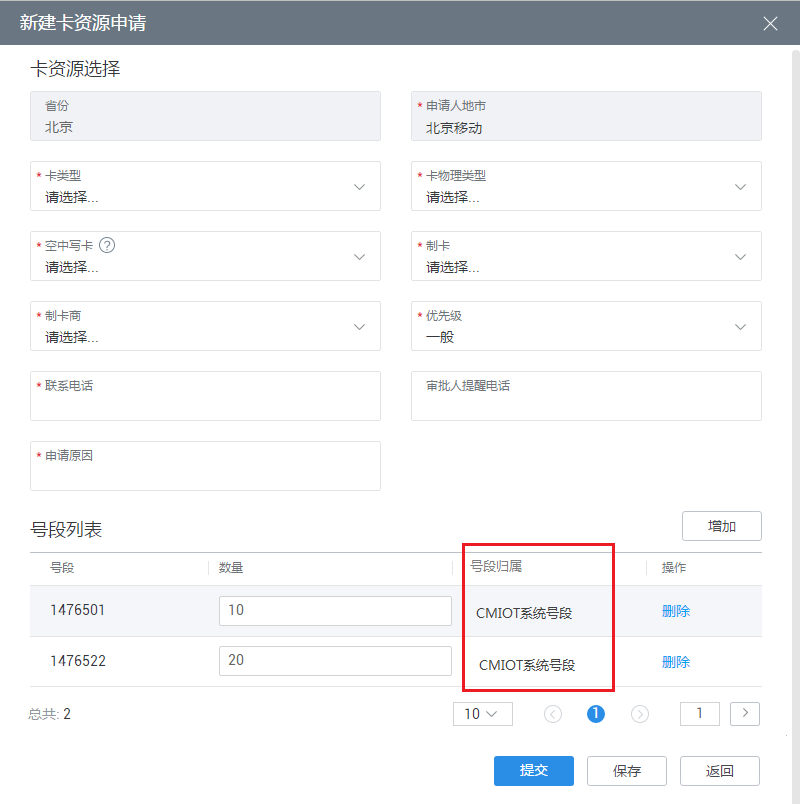 新建卡资源申请
卡资源选择
省份
北京
* 申请人地市
北京移动
* 卡类型
请选择...
* 卡物理类型
请选择...
* 空中写卡 ?
请选择...
* 制卡
请选择...
* 制卡商
请选择...
* 优先级
一般
* 联系电话
审批人提醒电话
* 申请原因
号段列表
增加
号段 数量 号段归属 操作
1476501 10 CMIOT系统号段 删除
1476522 20 CMIOT系统号段 删除
总共: 2 10 1 1
提交 保存 返回